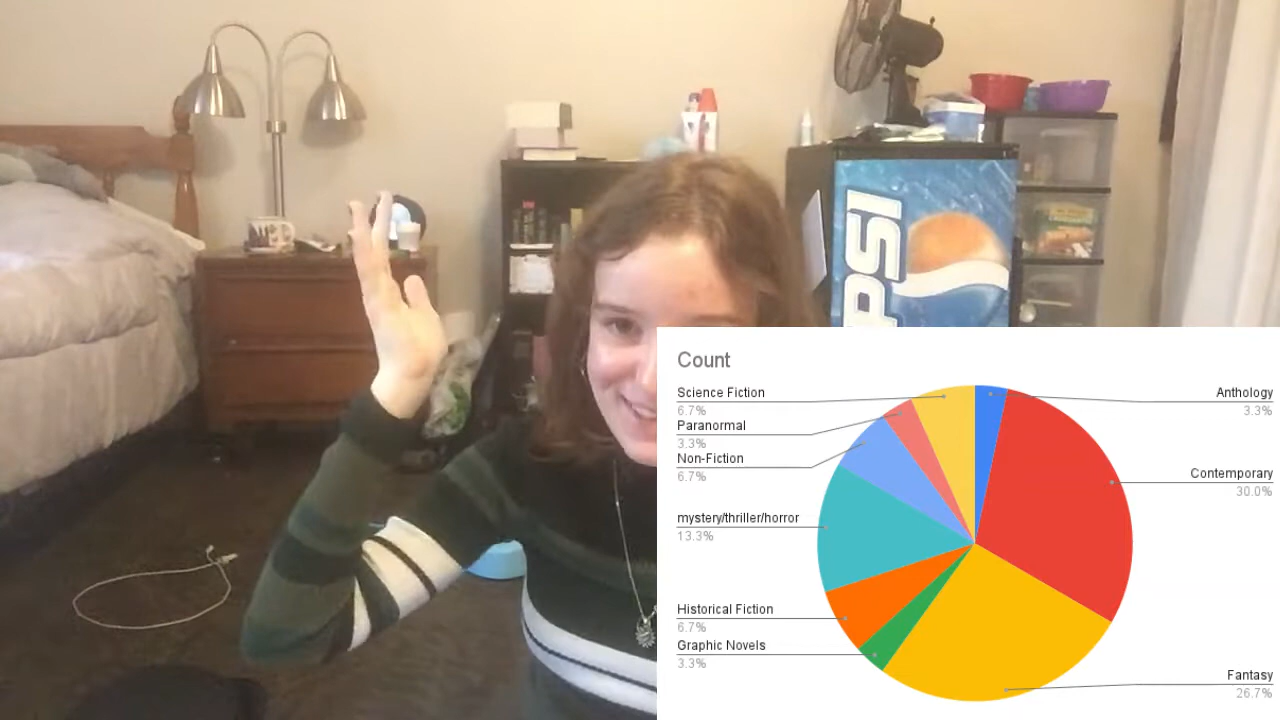 PEPSI
Count
Science Fiction
6.7%
Paranormal
3.3%
Non-Fiction
6.7%
mystery/thriller/horror
13.3%
Historical Fiction
6.7%
Graphic Novels
3.3%
Anthology
3.3%
Contemporary
30.0%
Fantasy
26.7%